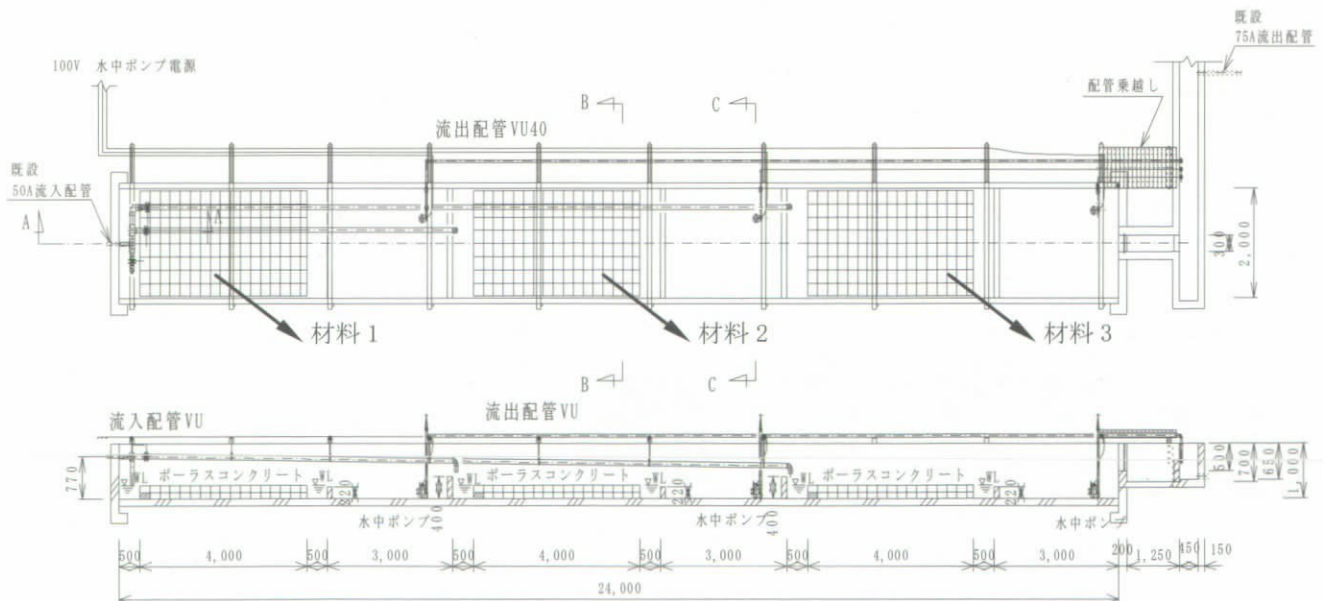 既設
75A流出配管
100V 水中ポンプ電源
配管乗越し
B
C
流出配管VU40
既設
50A流入配管
A
A
300
2,000
材料1
材料2
材料3
B
C
流入配管VU
流出配管VU
770
WL
ポーラスコンクリート
WL
220
400
WL
ポーラスコンクリート
WL
220
400
WL
ポーラスコンクリート
WL
220
500
700
650
1,000
水中ポンプ
水中ポンプ
水中ポンプ
500
4,000
500
3,000
500
4,000
500
3,000
500
4,000
500
3,000
200
1,250
450
150
24,000